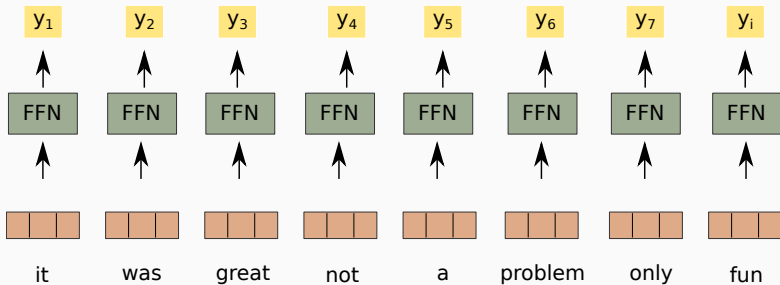 y1 y2 y3 y4 y5 y6 y7 yi
FFN FFN FFN FFN FFN FFN FFN FFN
it was great not a problem only fun